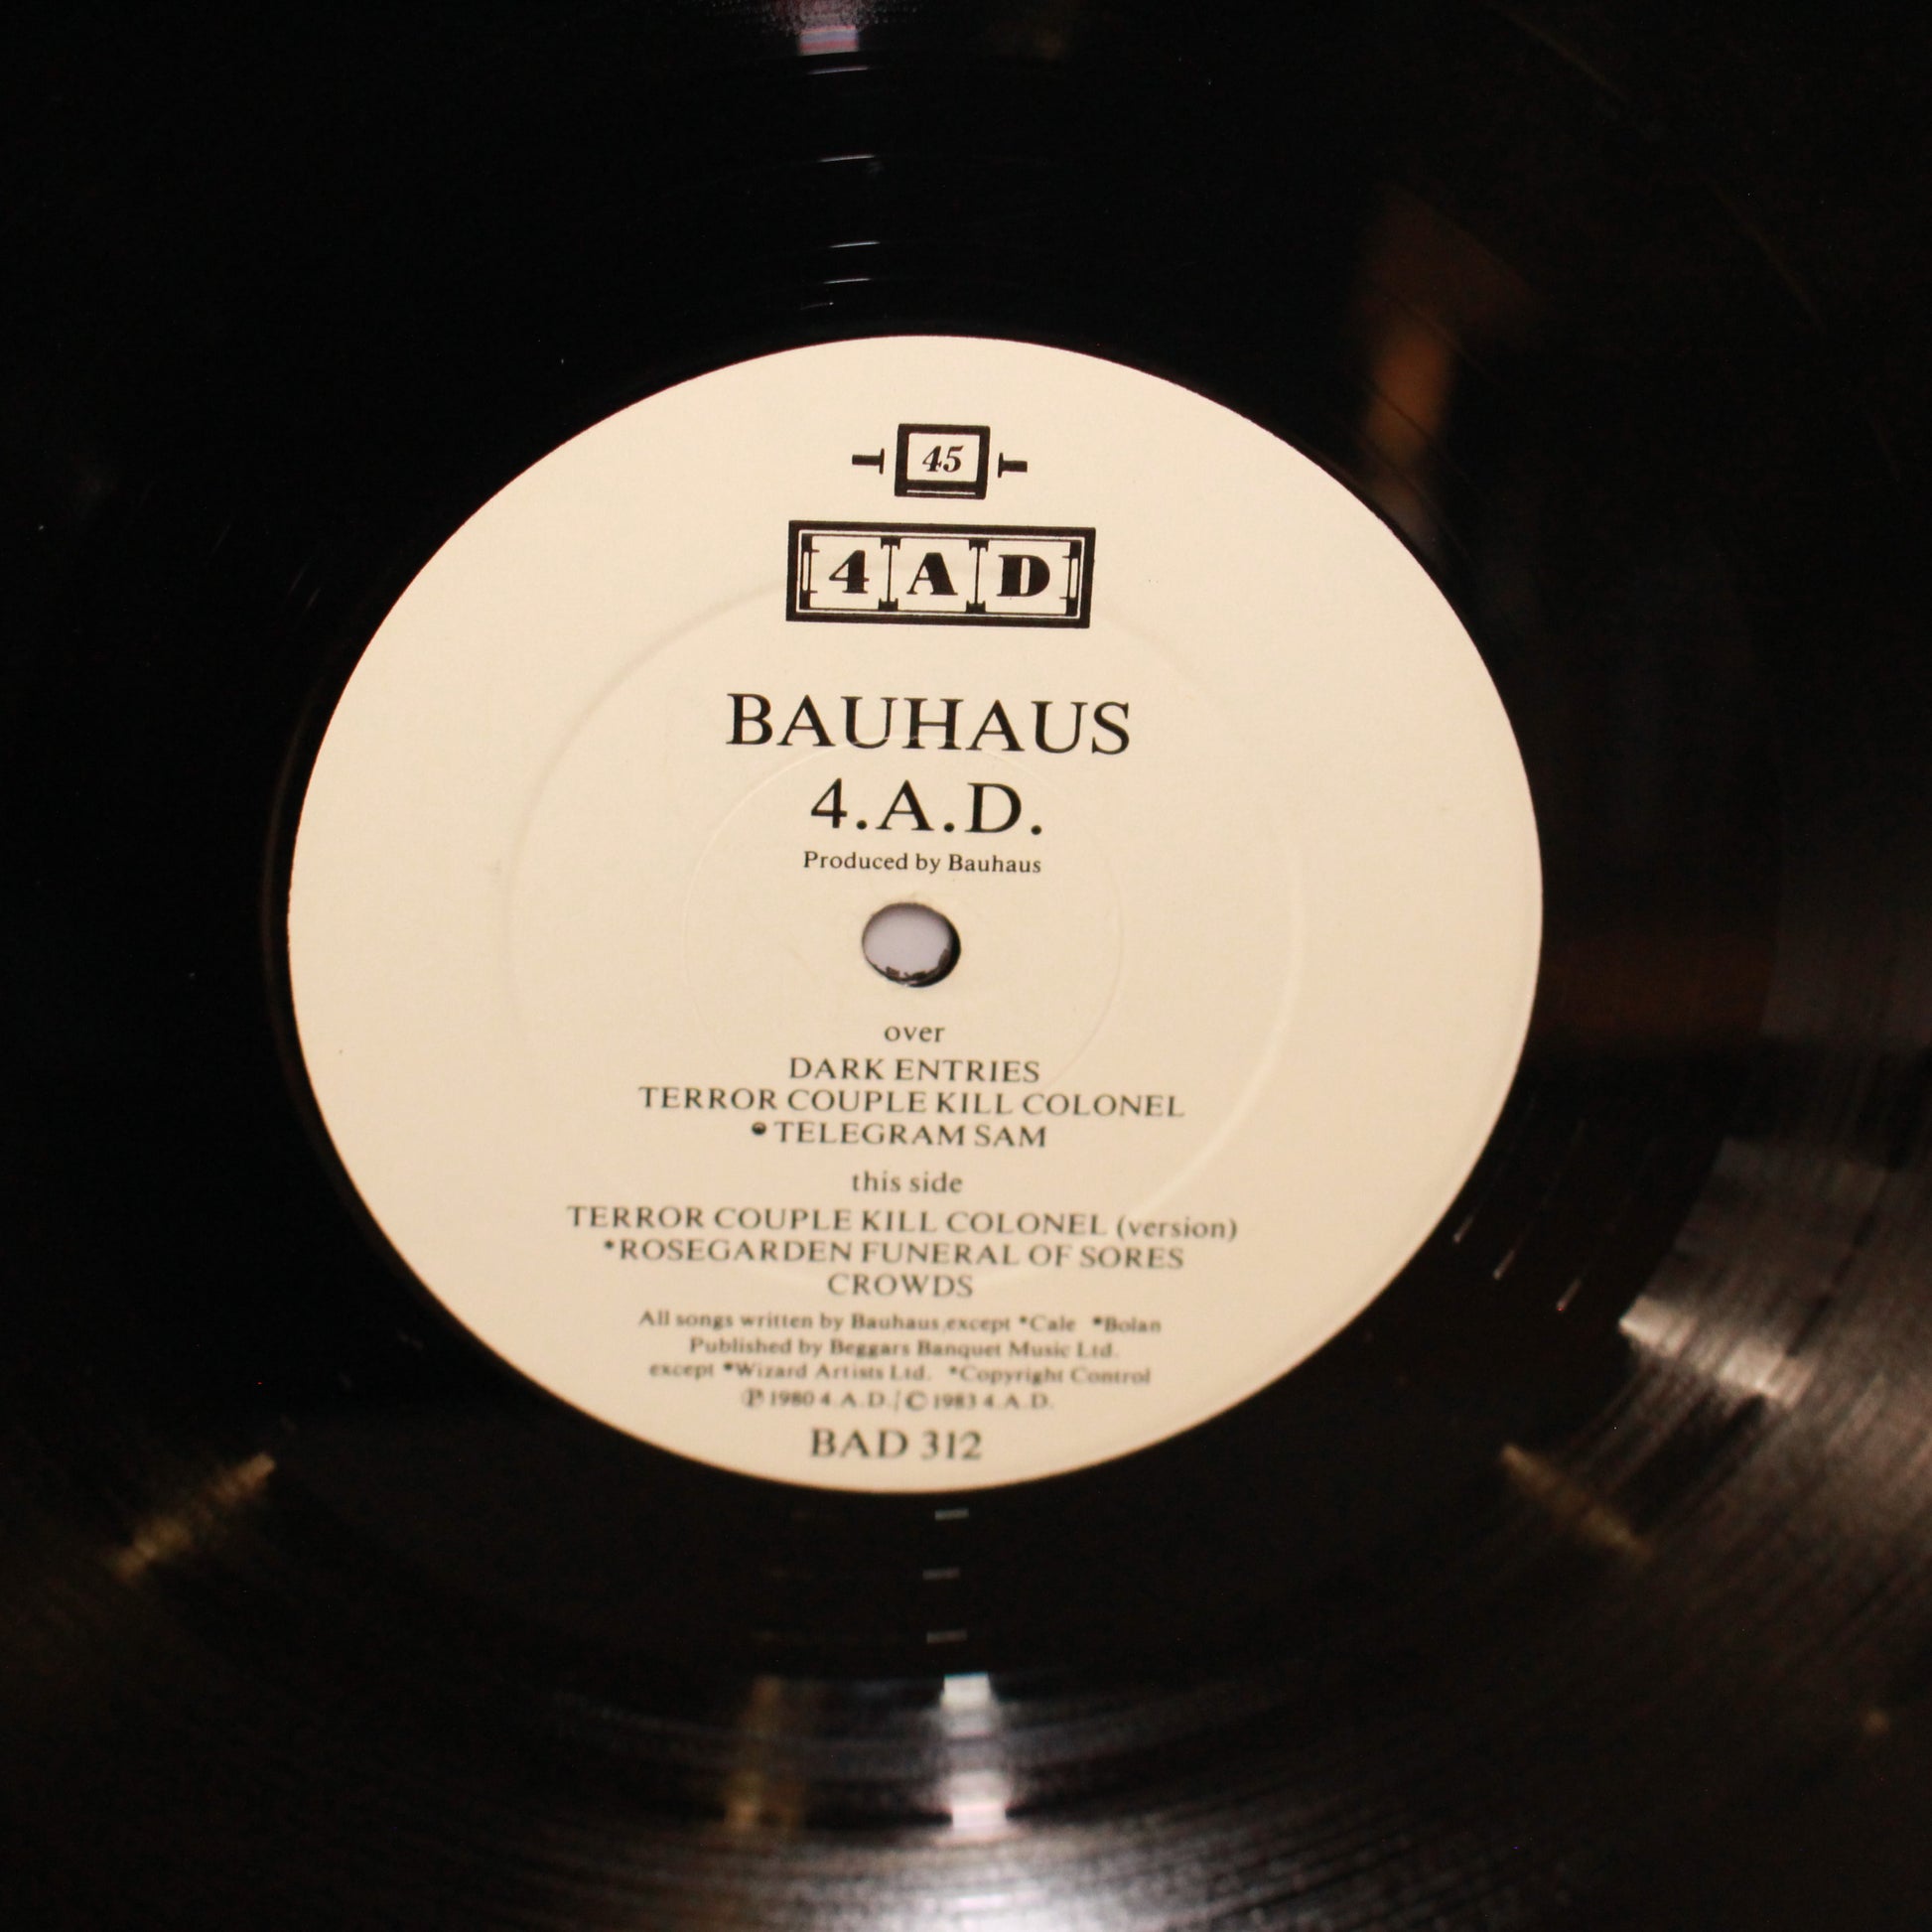 45
4AD
BAUHAUS
4.A.D.
Produced by Bauhaus
over
DARK ENTRIES
TERROR COUPLE KILL COLONEL
•TELEGRAM SAM
this side
TERROR COUPLE KILL COLONEL (version)
*ROSEGARDEN FUNERAL OF SORES
CROWDS
All songs written by Bauhaus,except *Cale •Bolan
Published by Beggars Banquet Music Ltd.
except •Wizard Artists Ltd. *Copyright Control
℗ 1980 4.A.D./© 1983 4.A.D.
BAD 312